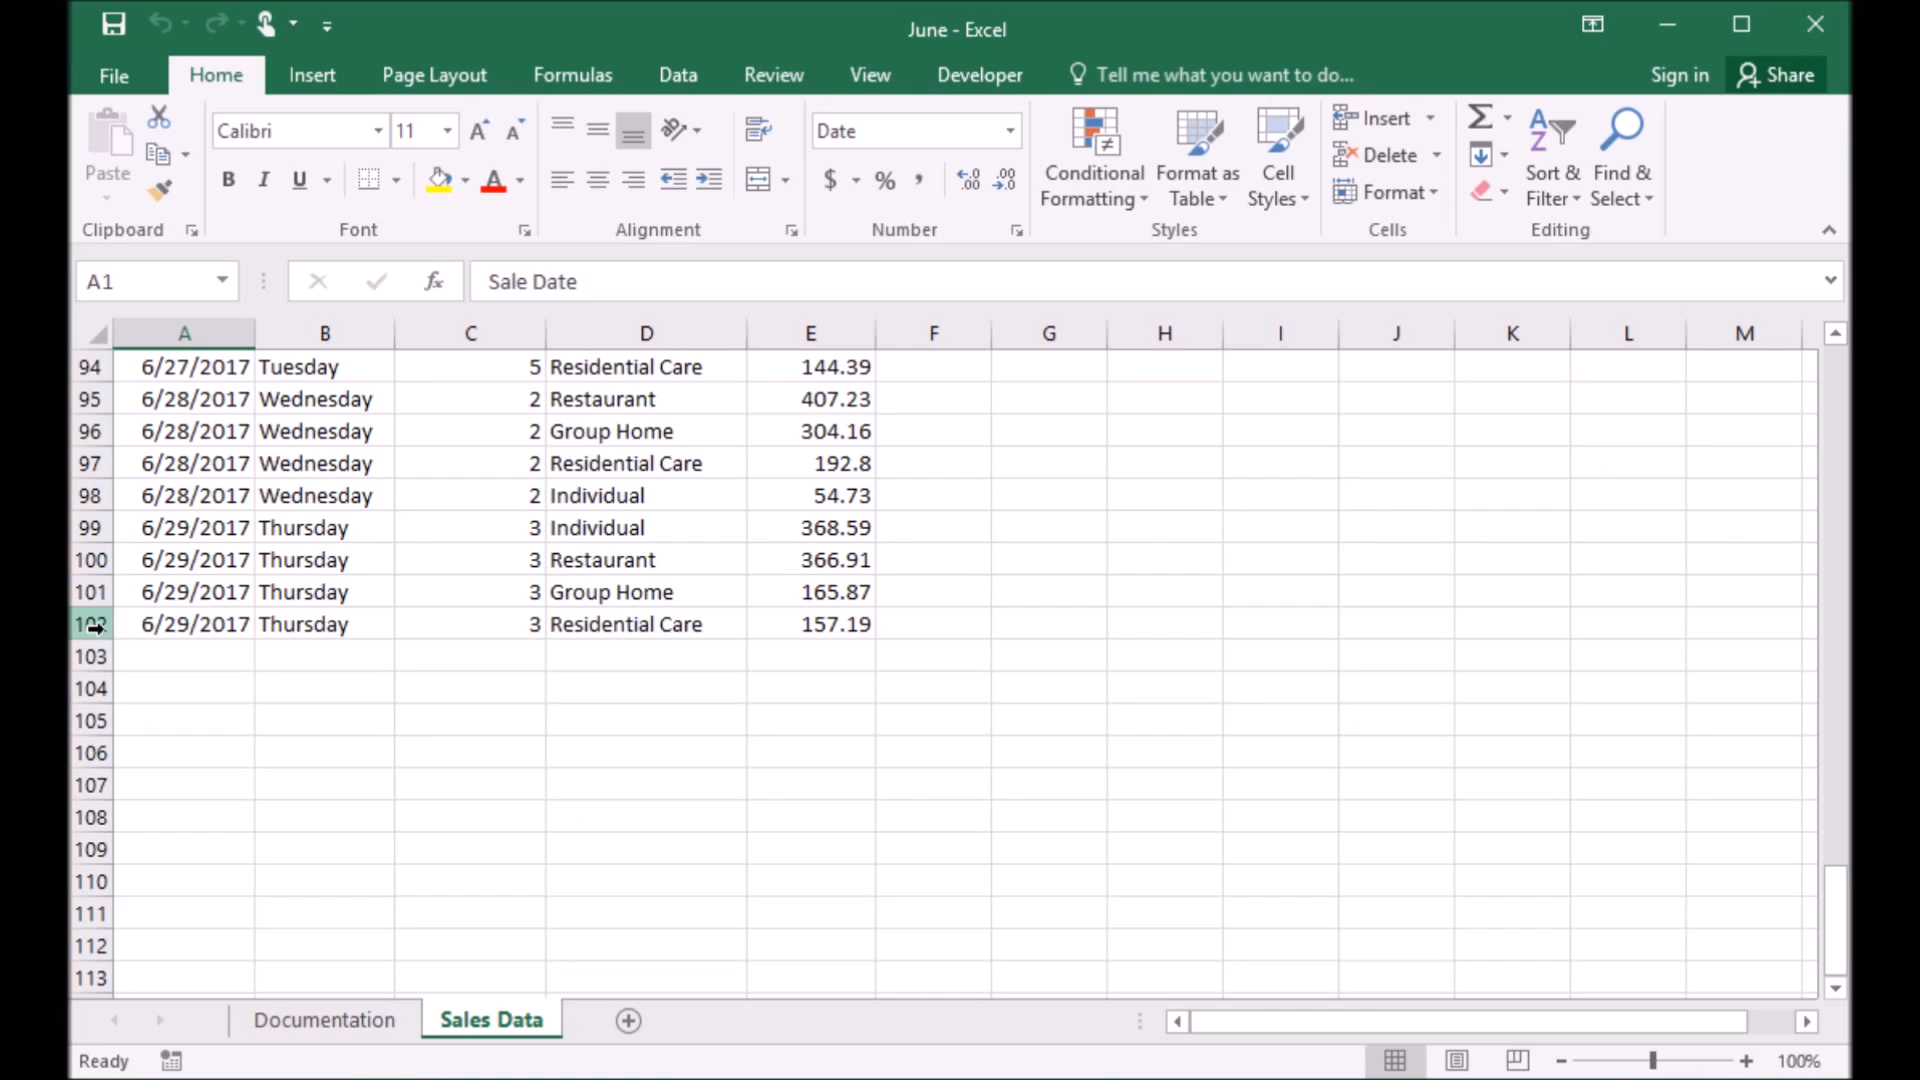 June - Excel
File Home Insert Page Layout Formulas Data Review View Developer Tell me what you want to do... Sign in Share
Calibri 11 Date Insert
Delete
Paste Conditional Format as Cell Sort & Find &
B I U $ % , Format
Formatting Table Styles Filter Select
Clipboard Font Alignment Number Styles Cells Editing
A1 fx Sale Date
A B C D E F G H I J K L M
94 6/27/2017 Tuesday 5 Residential Care 144.39
95 6/28/2017 Wednesday 2 Restaurant 407.23
96 6/28/2017 Wednesday 2 Group Home 304.16
97 6/28/2017 Wednesday 2 Residential Care 192.8
98 6/28/2017 Wednesday 2 Individual 54.73
99 6/29/2017 Thursday 3 Individual 368.59
100 6/29/2017 Thursday 3 Restaurant 366.91
101 6/29/2017 Thursday 3 Group Home 165.87
102 6/29/2017 Thursday 3 Residential Care 157.19
103
104
105
106
107
108
109
110
111
112
113
Documentation Sales Data
Ready 100%